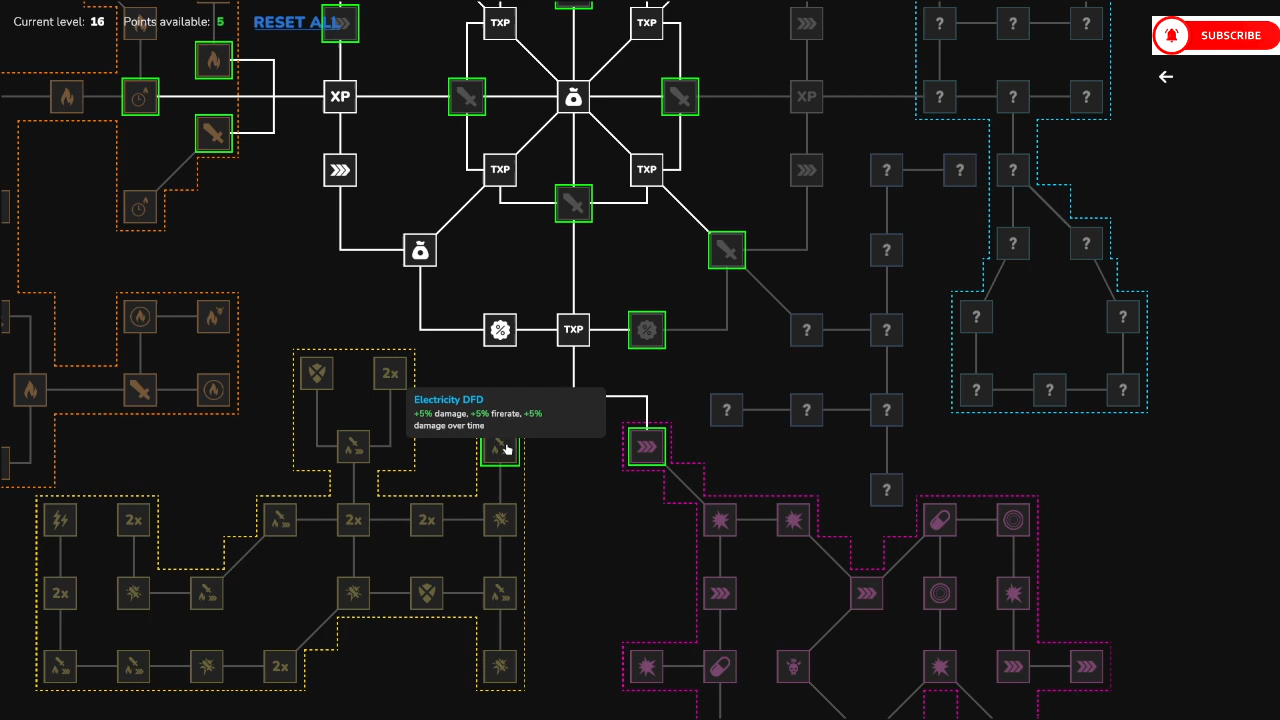 Current level: 16 Points available: 5 RESET ALL
SUBSCRIBE
TXP TXP
? ? ?
XP XP
? ? ?
TXP TXP
? ? ?
?
? ?
? ?
TXP
? ?
2x
? ? ?
Electricity DFD
+5% damage, +5% firerate, +5%
damage over time
? ? ?
?
2x 2x 2x
2x
2x